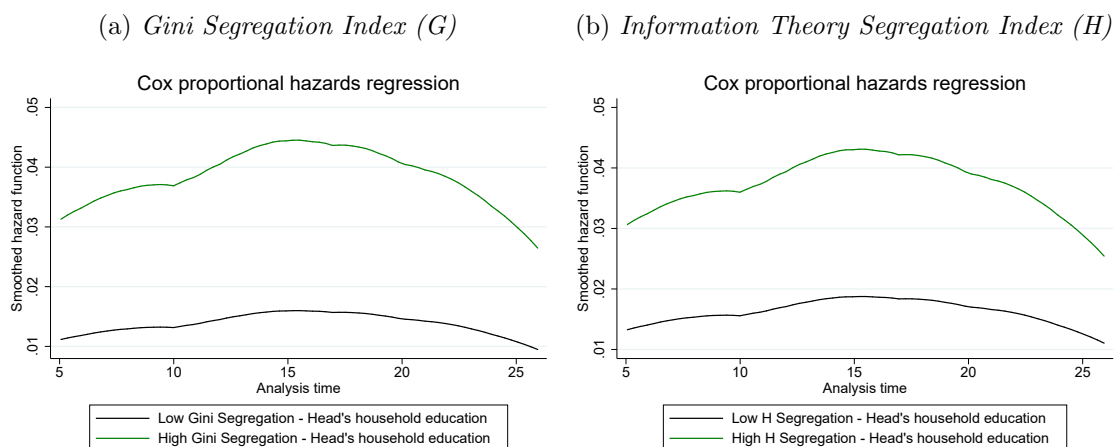 (a) Gini Segregation Index (G)
Cox proportional hazards regression
Smoothed hazard function
.05
.04
.03
.02
.01
5 10 15 20 25
Analysis time
Low Gini Segregation - Head's household education
High Gini Segregation - Head's household education
(b) Information Theory Segregation Index (H)
Cox proportional hazards regression
Smoothed hazard function
.05
.04
.03
.02
.01
5 10 15 20 25
Analysis time
Low H Segregation - Head's household education
High H Segregation - Head's household education